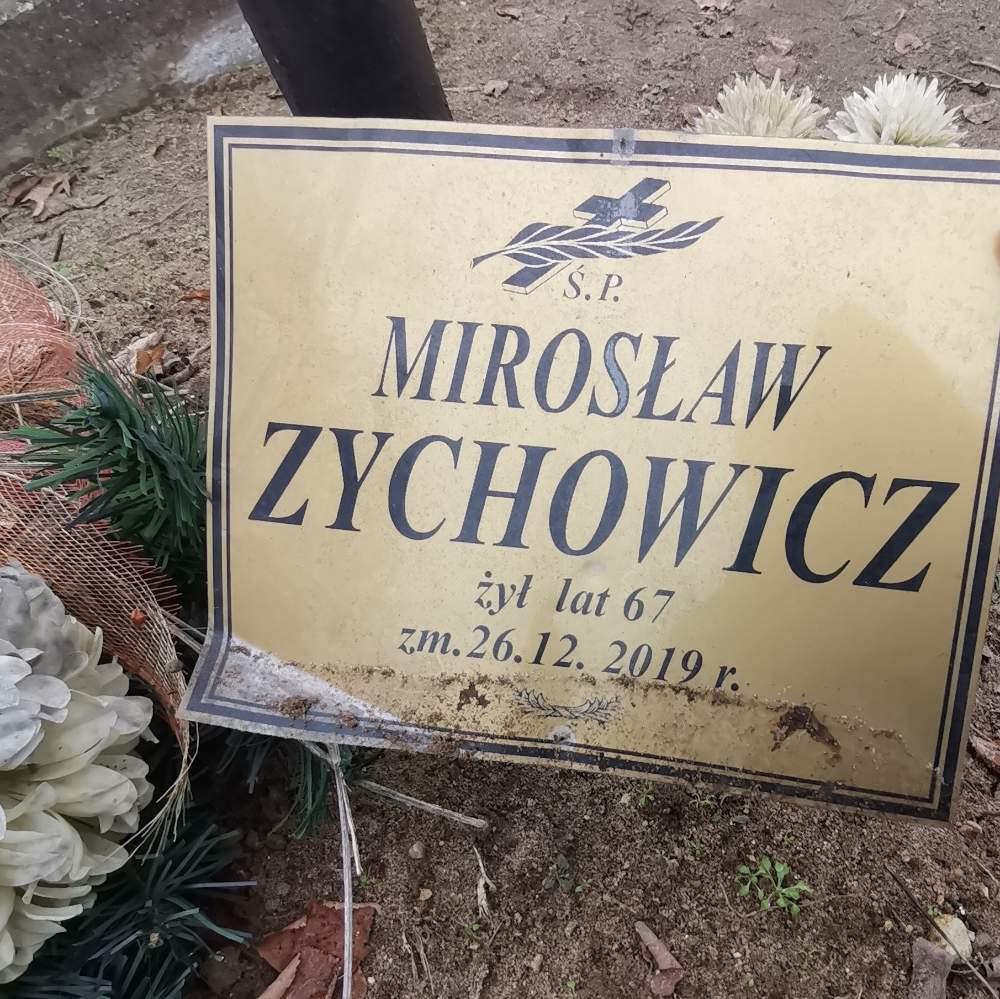 Ś.P.
MIROSŁAW
ZYCHOWICZ
żył lat 67
zm.26.12.2019 r.